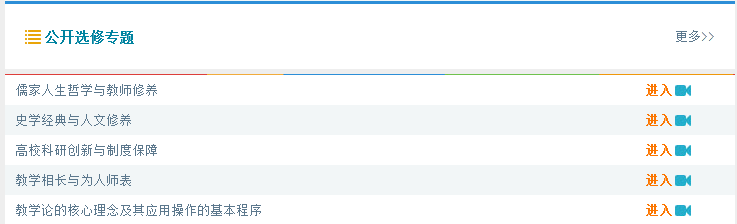 公开选修专题 更多>>
儒家人生哲学与教师修养 进入
史学经典与人文修养 进入
高校科研创新与制度保障 进入
教学相长与为人师表 进入
教学论的核心理念及其应用操作的基本程序 进入